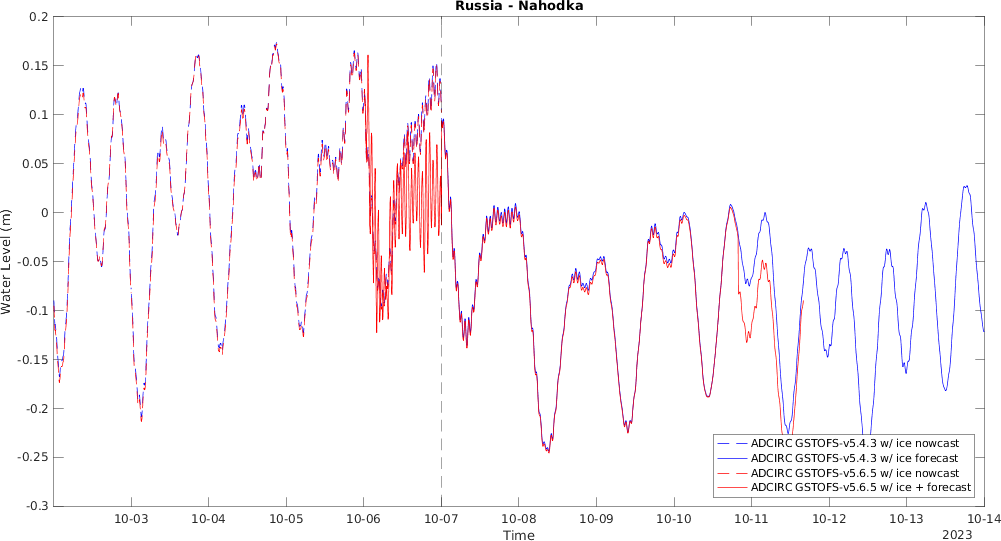 Russia - Nahodka
Water Level (m)
0.2
0.15
0.1
0.05
0
-0.05
-0.1
-0.15
-0.2
-0.25
-0.3
ADCIRC GSTOFS-v5.4.3 w/ ice nowcast
ADCIRC GSTOFS-v5.4.3 w/ ice forecast
ADCIRC GSTOFS-v5.6.5 w/ ice nowcast
ADCIRC GSTOFS-v5.6.5 w/ ice + forecast
10-03 10-04 10-05 10-06 10-07 10-08 10-09 10-10 10-11 10-12 10-13 10-14
Time
2023